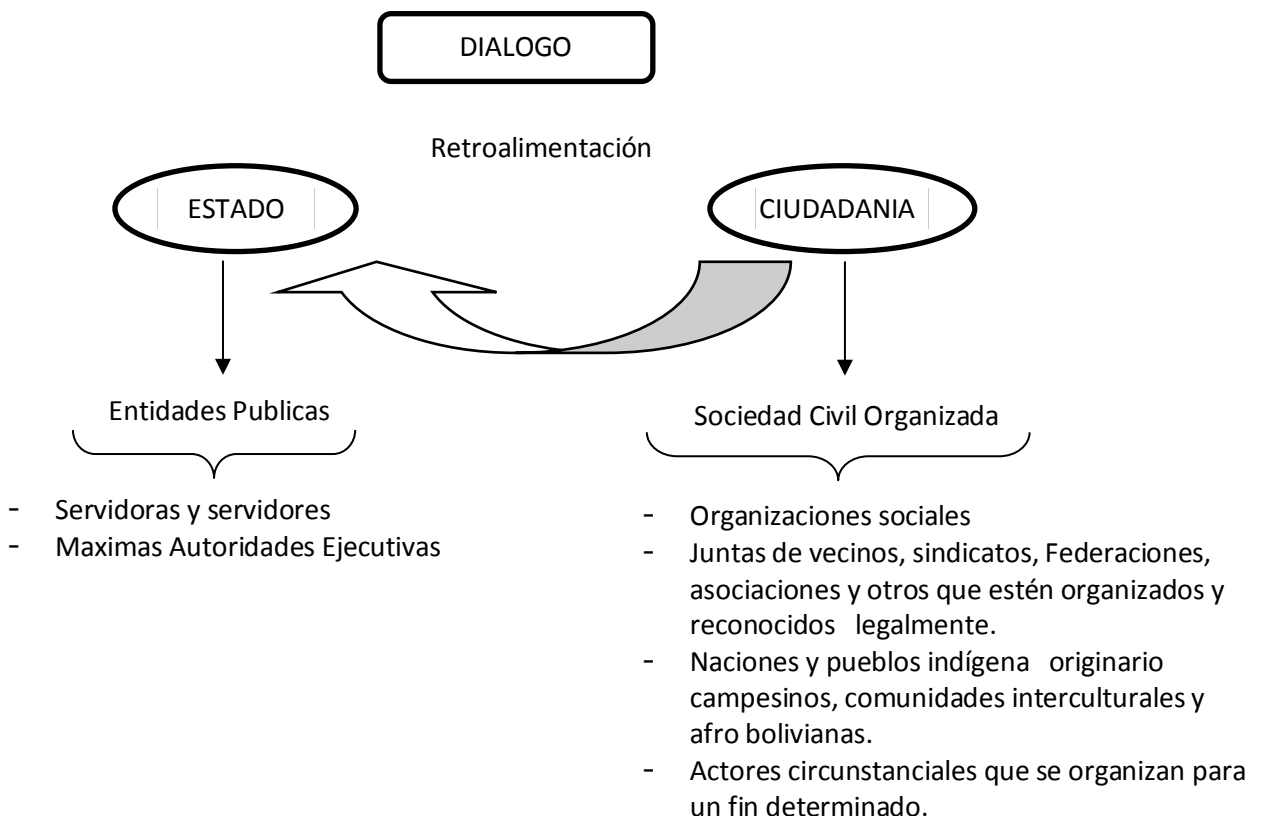 DIALOGO
Retroalimentación
ESTADO
CIUDADANIA
Entidades Publicas
- Servidoras y servidores
- Maximas Autoridades Ejecutivas
Sociedad Civil Organizada
- Organizaciones sociales
- Juntas de vecinos, sindicatos, Federaciones,
asociaciones y otros que estén organizados y
reconocidos legalmente.
- Naciones y pueblos indígena originario
campesinos, comunidades interculturales y
afro bolivianas.
- Actores circunstanciales que se organizan para
un fin determinado.